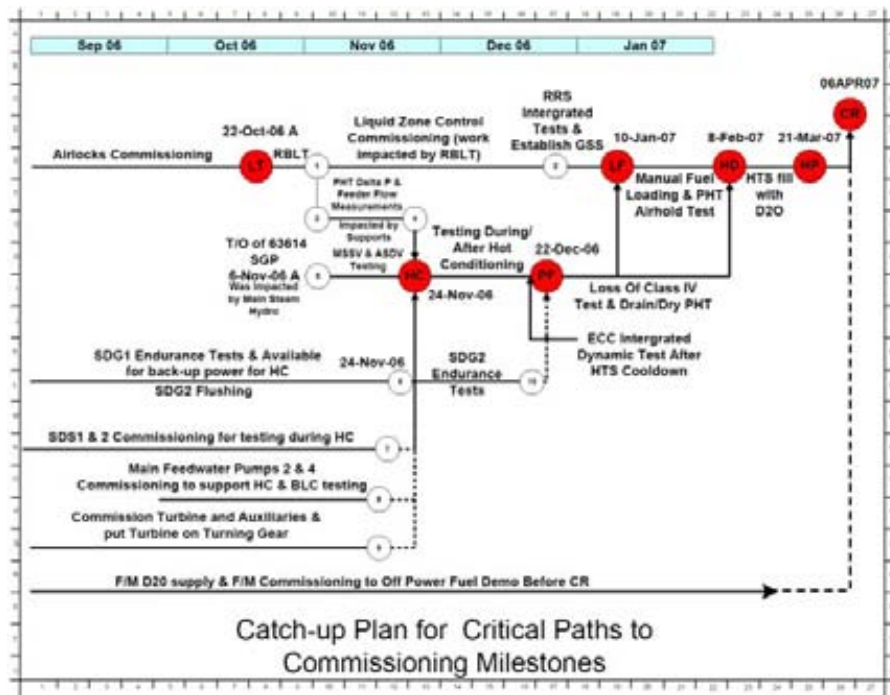 Sep 06
Oct 06
Nov 06
Dec 06
Jan 07
06APR07
CR
22-Oct-06 A
Liquid Zone Control
Commissioning (work
impacted by RBLT)
RRS
Intergrated
Tests &
Establish GSS
10-Jan-07
8-Feb-07
21-Mar-07
Airlocks Commissioning
LT
RBLT
1
LF
HD
HP
PHT Delta P &
Feeder Flow
Measurements
Impacted by
Supports
Manual Fuel
Loading & PHT
Airhold Test
HTS fill
with
D2O
T/O of 63614
SGP
6-Nov-06 A
Was Impacted
by Main Steam
Hydro
MSSV & ASDV
Testing
HC
24-Nov-06
Testing During/
After Hot
Conditioning
22-Dec-06
Loss Of Class IV
Test & Drain/Dry PHT
ECC Intergrated
Dynamic Test After
HTS Cooldown
SDG1 Endurance Tests & Available
for back-up power for HC
24-Nov-06
SDG2 Flushing
SDG2
Endurance
Tests
10
SDS1 & 2 Commissioning for testing during HC
7
Main Feedwater Pumps 2 & 4
Commissioning to support HC & BLC testing
Commission Turbine and Auxiliaries &
put Turbine on Turning Gear
F/M D20 supply & F/M Commissioning to Off Power Fuel Demo Before CR
Catch-up Plan for Critical Paths to
Commissioning Milestones